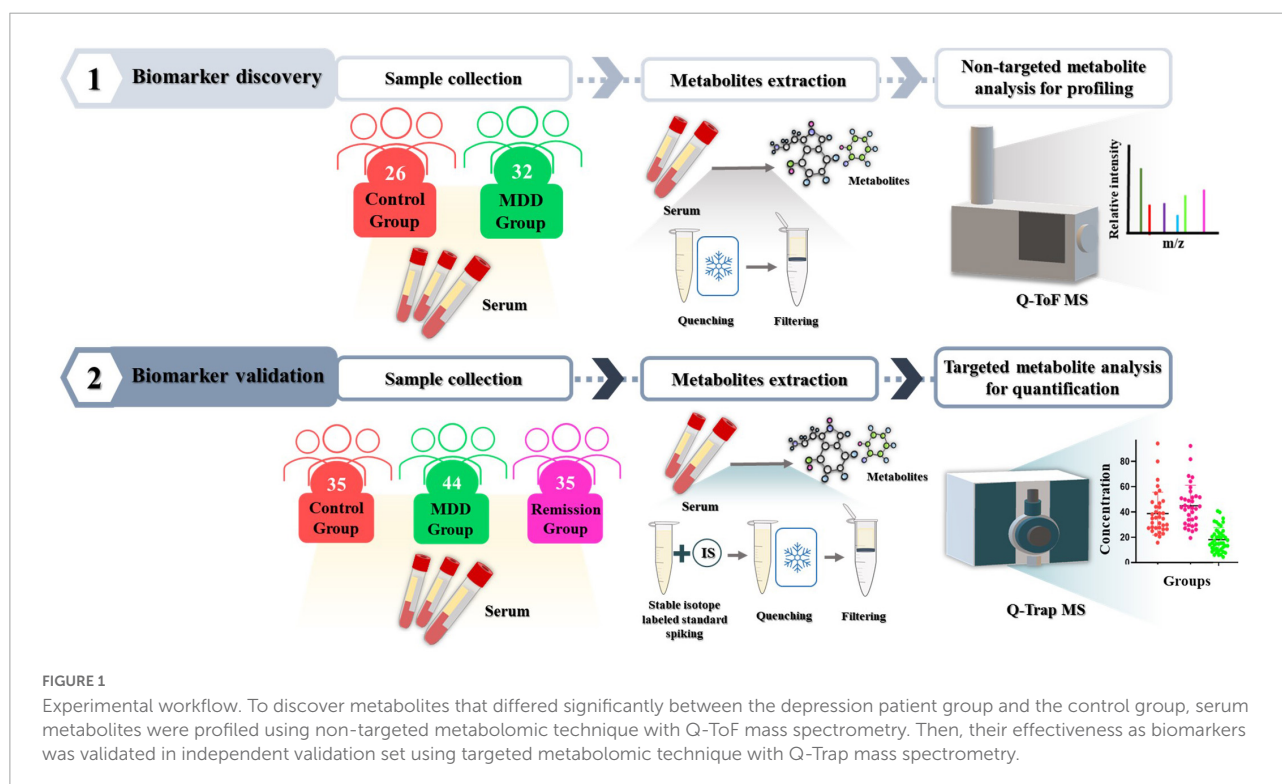 1
Biomarker discovery
Sample collection
Metabolites extraction
Non-targeted metabolite
analysis for profiling
26
Control
Group
32
MDD
Group
Serum
Serum
Metabolites
Quenching
Filtering
Relative intensity
m/z
Q-ToF MS
2
Biomarker validation
Sample collection
Metabolites extraction
Targeted metabolite analysis
for quantification
35
Control
Group
44
MDD
Group
35
Remission
Group
Serum
Serum
Metabolites
IS
Stable isotope
labeled standard
spiking
Quenching
Filtering
Concentration
80
60
40
20
0
Groups
Q-Trap MS
FIGURE 1
Experimental workflow. To discover metabolites that differed significantly between the depression patient group and the control group, serum
metabolites were profiled using non-targeted metabolomic technique with Q-ToF mass spectrometry. Then, their effectiveness as biomarkers
was validated in independent validation set using targeted metabolomic technique with Q-Trap mass spectrometry.